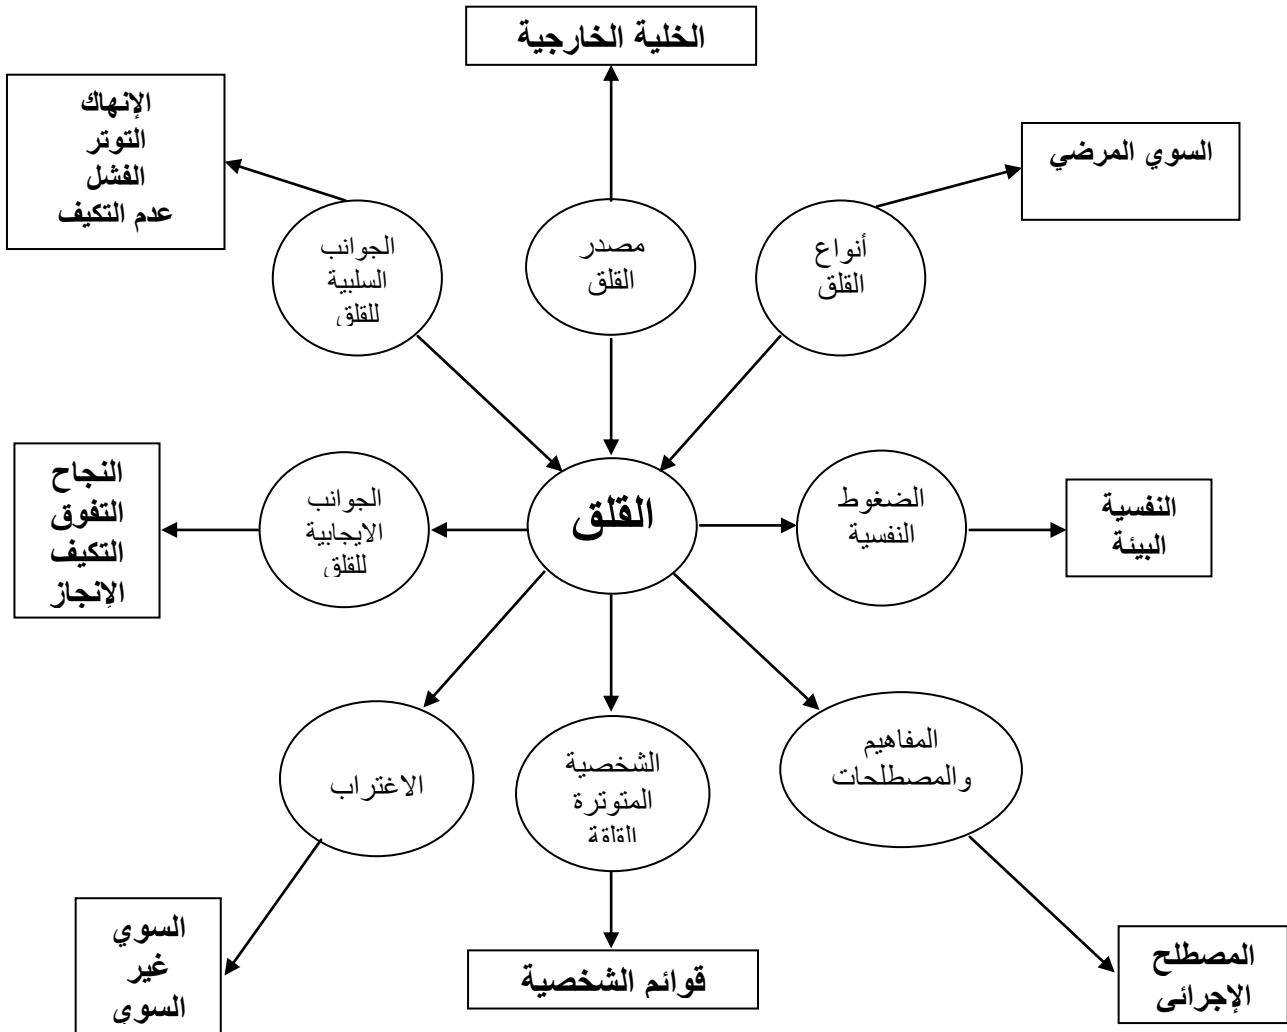 الخلية الخارجية
الإنهاك
التوتر
الفشل
عدم التكيف
السوي المرضي
الجوانب
السلبية
للقلق
مصدر
القلق
أنواع
القلق
النجاح
التفوق
التكيف
الإنجاز
الجوانب
الايجابية
للقلق
القلق
الضغوط
النفسية
النفسية
البيئة
الاغتراب
الشخصية
المتوترة
القلقة
المفاهيم
والمصطلحات
السوي
غير
السوي
قوائم الشخصية
المصطلح
الإجرائي